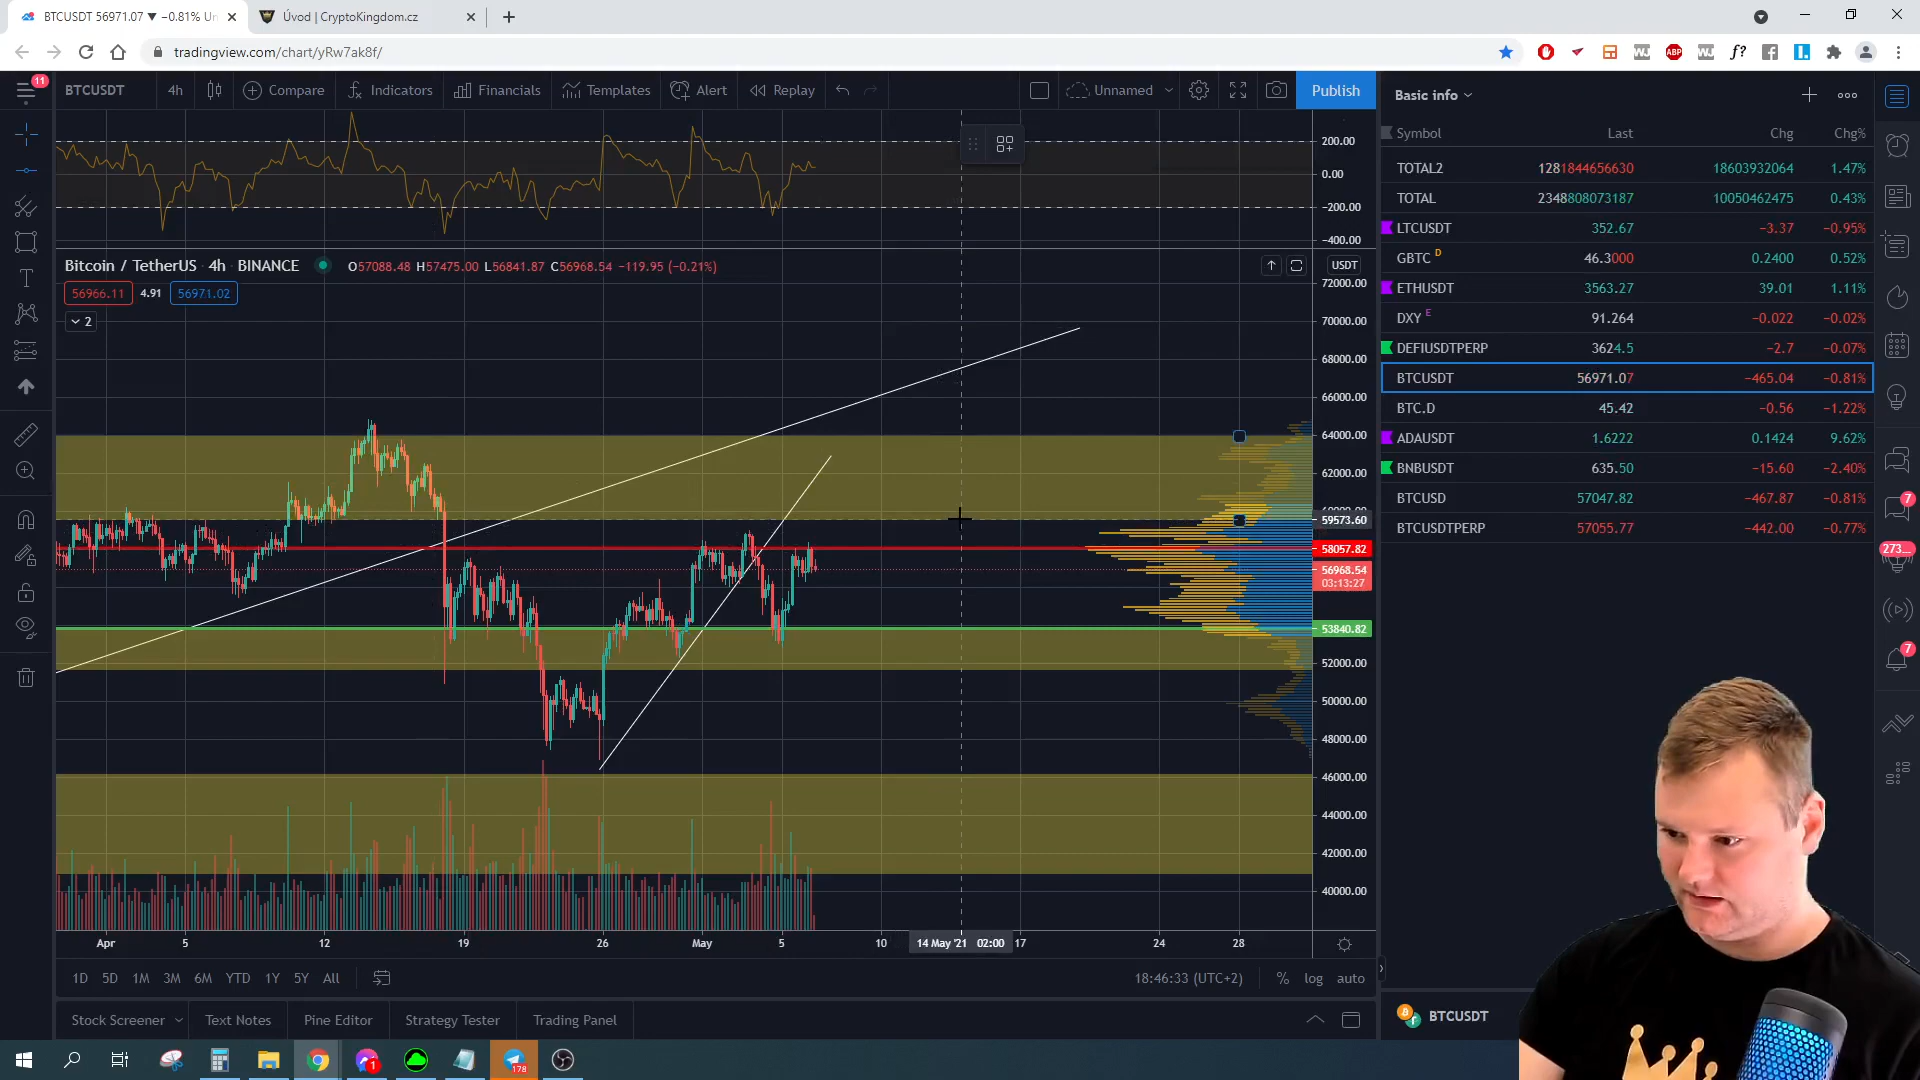 BTCUSDT 56971.07 ▼ −0.81% Un
Úvod | CryptoKingdom.cz
tradingview.com/chart/yRw7ak8f/
11
BTCUSDT 4h Compare Indicators Financials Templates Alert Replay Unnamed Publish
Basic info
Symbol Last Chg Chg%
TOTAL2 1281844656630 18603932064 1.47%
TOTAL 2348808073187 10050462475 0.43%
LTCUSDT 352.67 −3.37 −0.95%
GBTC D 46.3000 0.2400 0.52%
ETHUSDT 3563.27 39.01 1.11%
DXY E 91.264 −0.022 −0.02%
DEFIUSDTPERP 3624.5 −2.7 −0.07%
BTCUSDT 56971.07 −465.04 −0.81%
BTC.D 45.42 −0.56 −1.22%
ADAUSDT 1.6222 0.1424 9.62%
BNBUSDT 635.50 −15.60 −2.40%
BTCUSD 57047.82 −467.87 −0.81%
BTCUSDTPERP 57055.77 −442.00 −0.77%
200.00
0.00
−200.00
−400.00
Bitcoin / TetherUS 4h BINANCE O57088.48 H57475.00 L56841.87 C56968.54 −119.95 (−0.21%)
USDT
56966.11 4.91 56971.02
2
72000.00
70000.00
68000.00
66000.00
64000.00
62000.00
59573.60
58057.82
56968.54
03:13:27
53840.82
52000.00
50000.00
48000.00
46000.00
44000.00
42000.00
40000.00
Apr 5 12 19 26 May 5 10 14 May '21 02:00 17 24 28
1D 5D 1M 3M 6M YTD 1Y 5Y All
18:46:33 (UTC+2) % log auto
Stock Screener Text Notes Pine Editor Strategy Tester Trading Panel
BTCUSDT
7
273
7
1
178